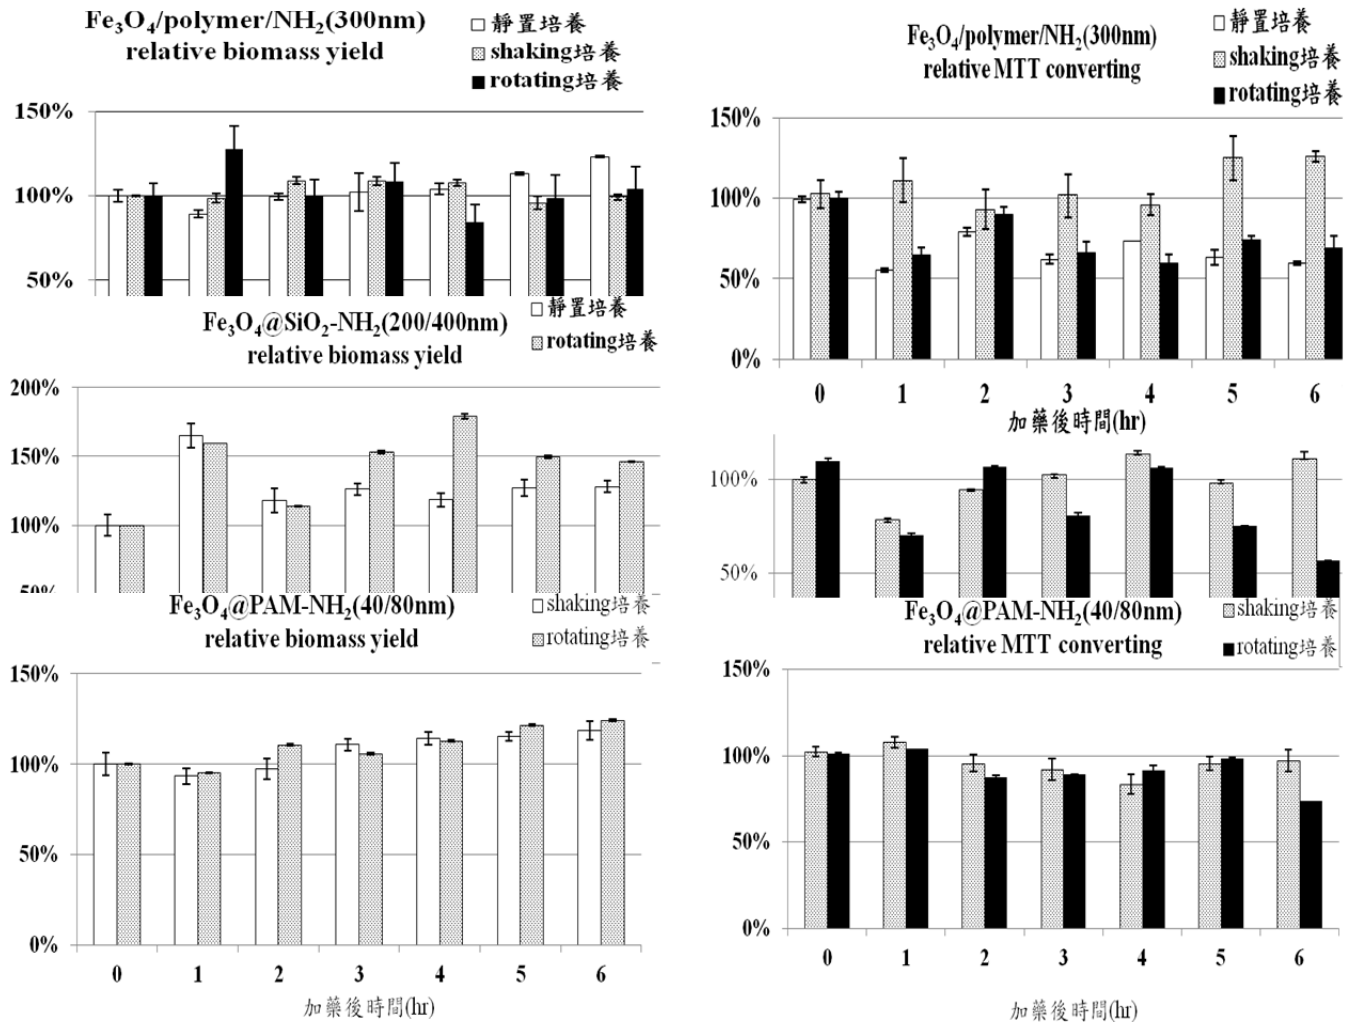 Fe₃O₄/polymer/NH₂(300nm)
relative biomass yield
靜置培養
shaking培養
rotating培養
150%
100%
50%
Fe₃O₄@SiO₂-NH₂(200/400nm)
relative biomass yield
靜置培養
rotating培養
200%
150%
100%
50%
Fe₃O₄@PAM-NH₂(40/80nm)
relative biomass yield
shaking培養
rotating培養
150%
100%
50%
0%
0 1 2 3 4 5 6
加藥後時間(hr)
Fe₃O₄/polymer/NH₂(300nm)
relative MTT converting
靜置培養
shaking培養
rotating培養
150%
100%
50%
0%
0 1 2 3 4 5 6
加藥後時間(hr)
100%
50%
Fe₃O₄@PAM-NH₂(40/80nm)
relative MTT converting
shaking培養
rotating培養
150%
100%
50%
0%
0 1 2 3 4 5 6
加藥後時間(hr)